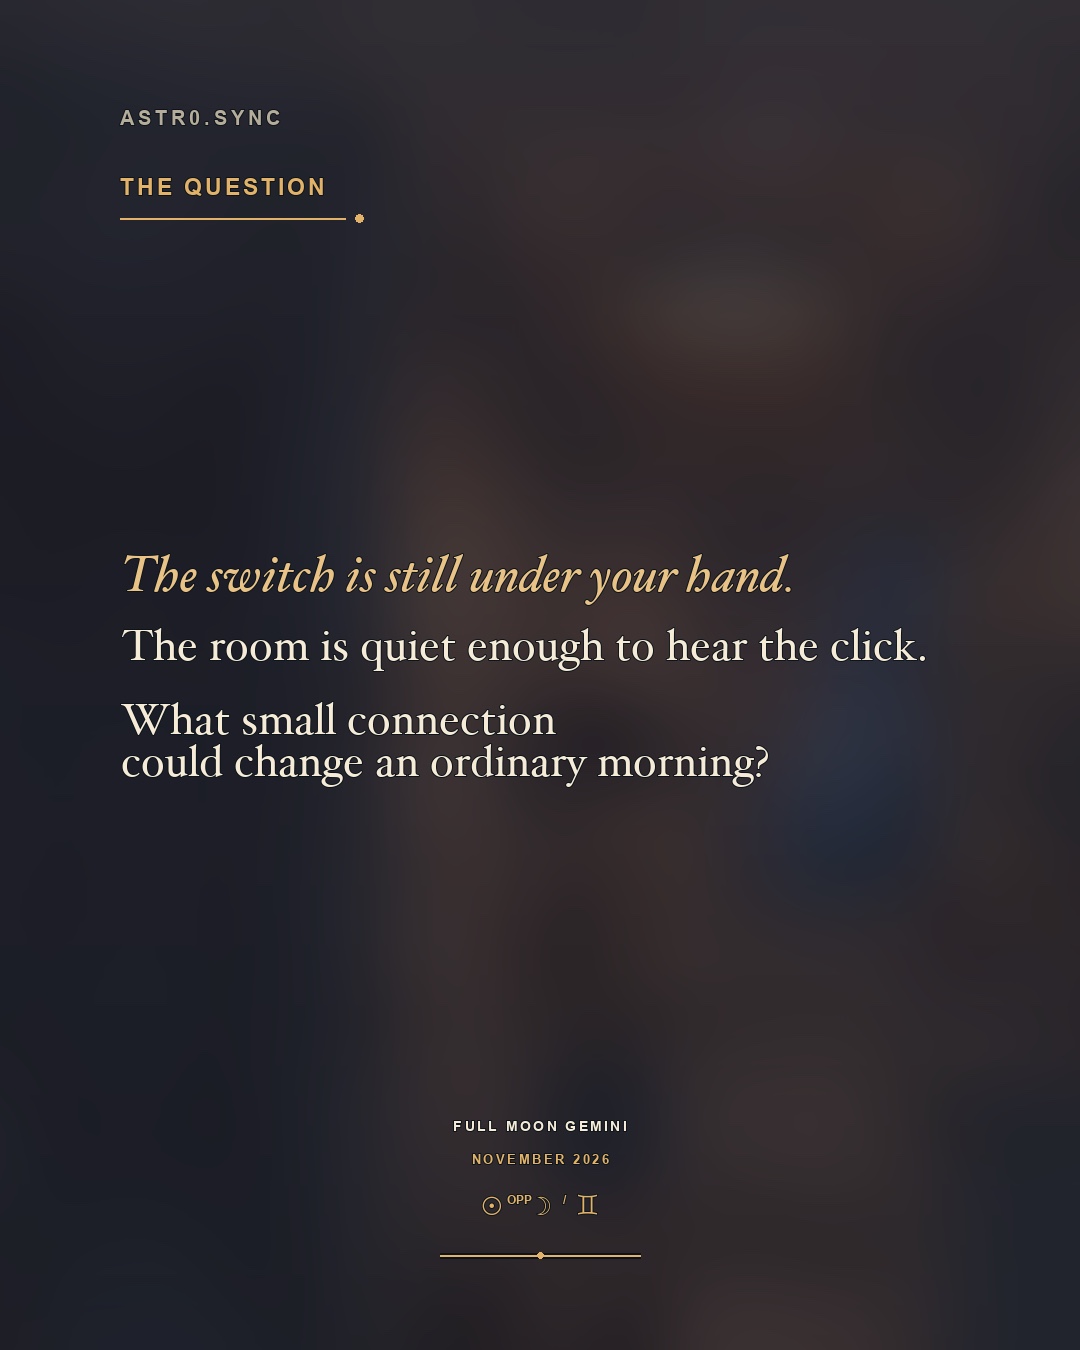 ASTR0.SYNC
THE QUESTION
The switch is still under your hand.
The room is quiet enough to hear the click.
What small connection
could change an ordinary morning?
FULL MOON GEMINI
NOVEMBER 2026
☉ OPP ☽ / ♊